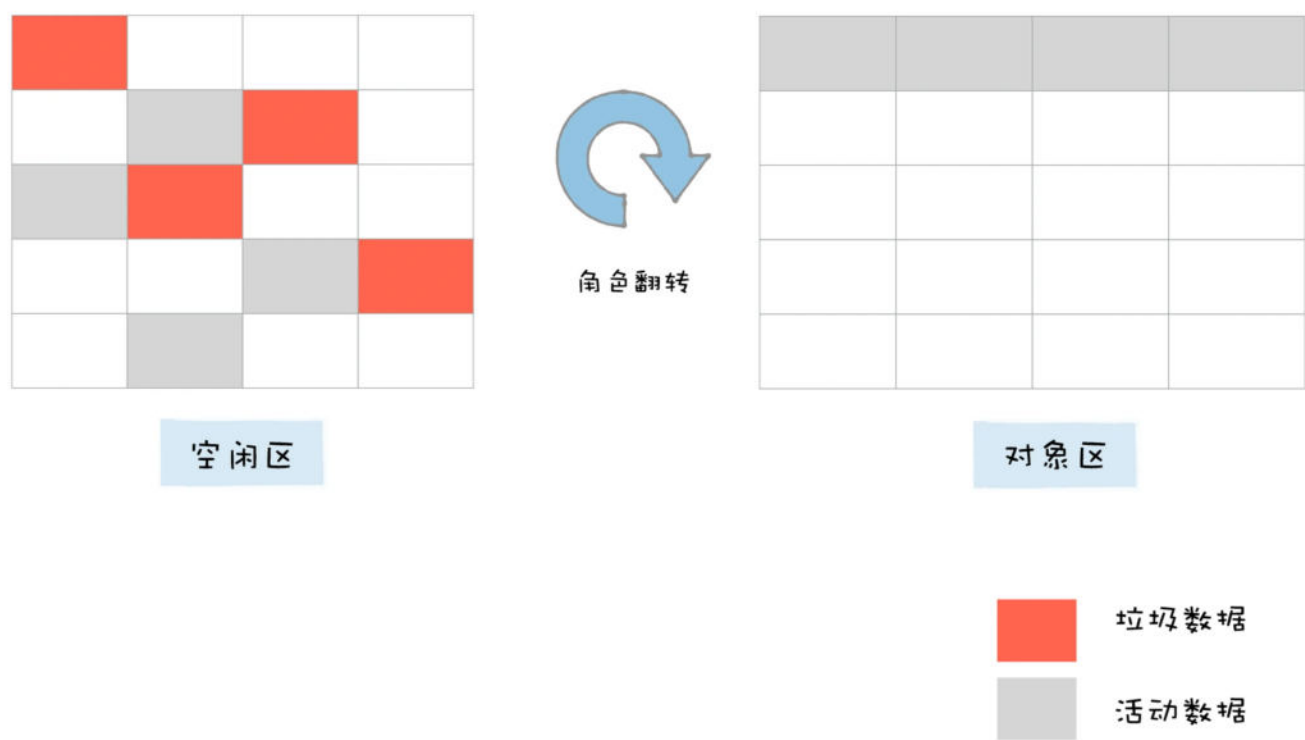 角色翻转
空闲区
对象区
垃圾数据
活动数据